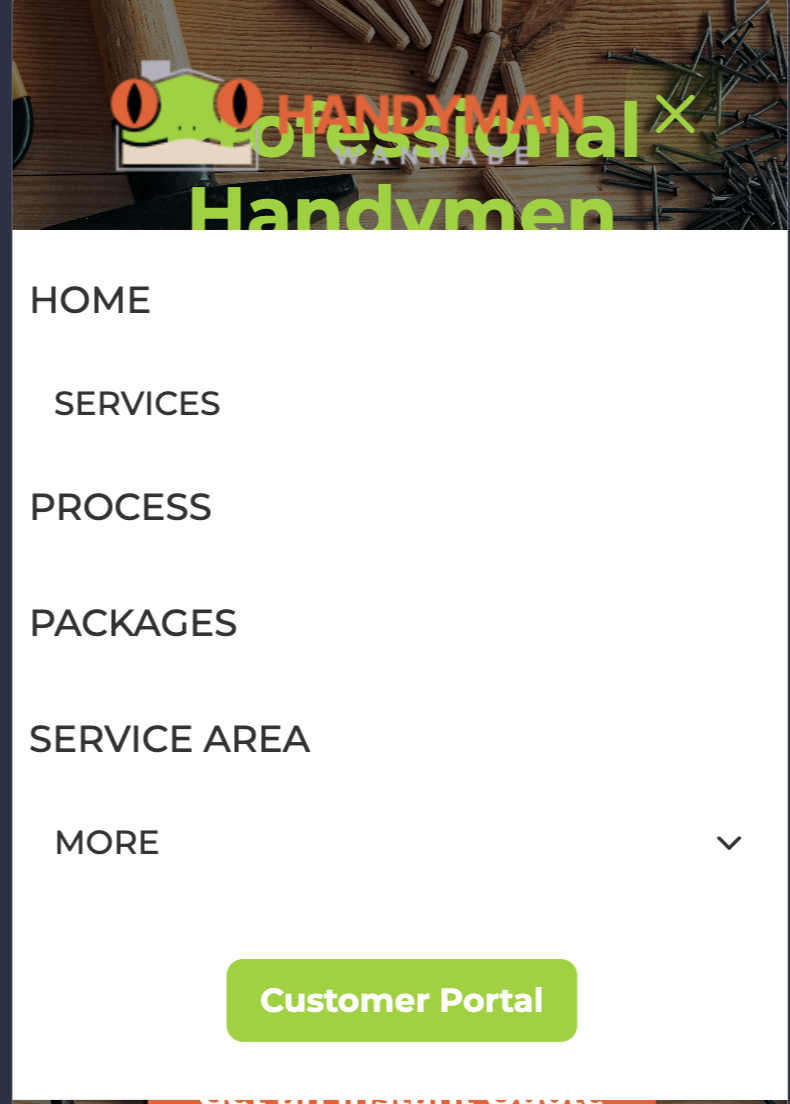 HANDYMAN
WANNABE
Professional
Handymen
HOME
SERVICES
PROCESS
PACKAGES
SERVICE AREA
MORE
Customer Portal